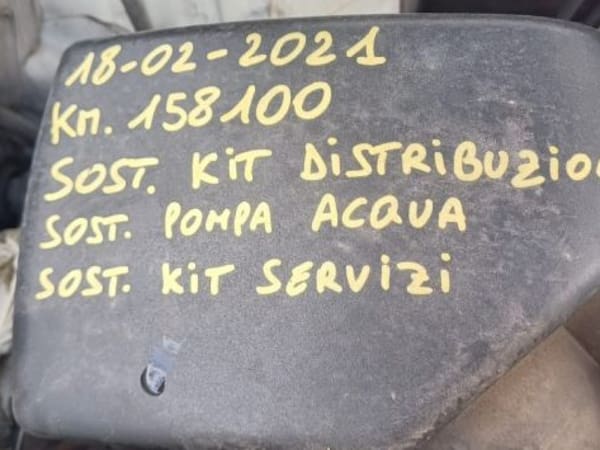 18-02-2021
Km. 158100
SOST. KIT DISTRIBUZIO
SOST. POMPA ACQUA
SOST. KIT SERVIZI